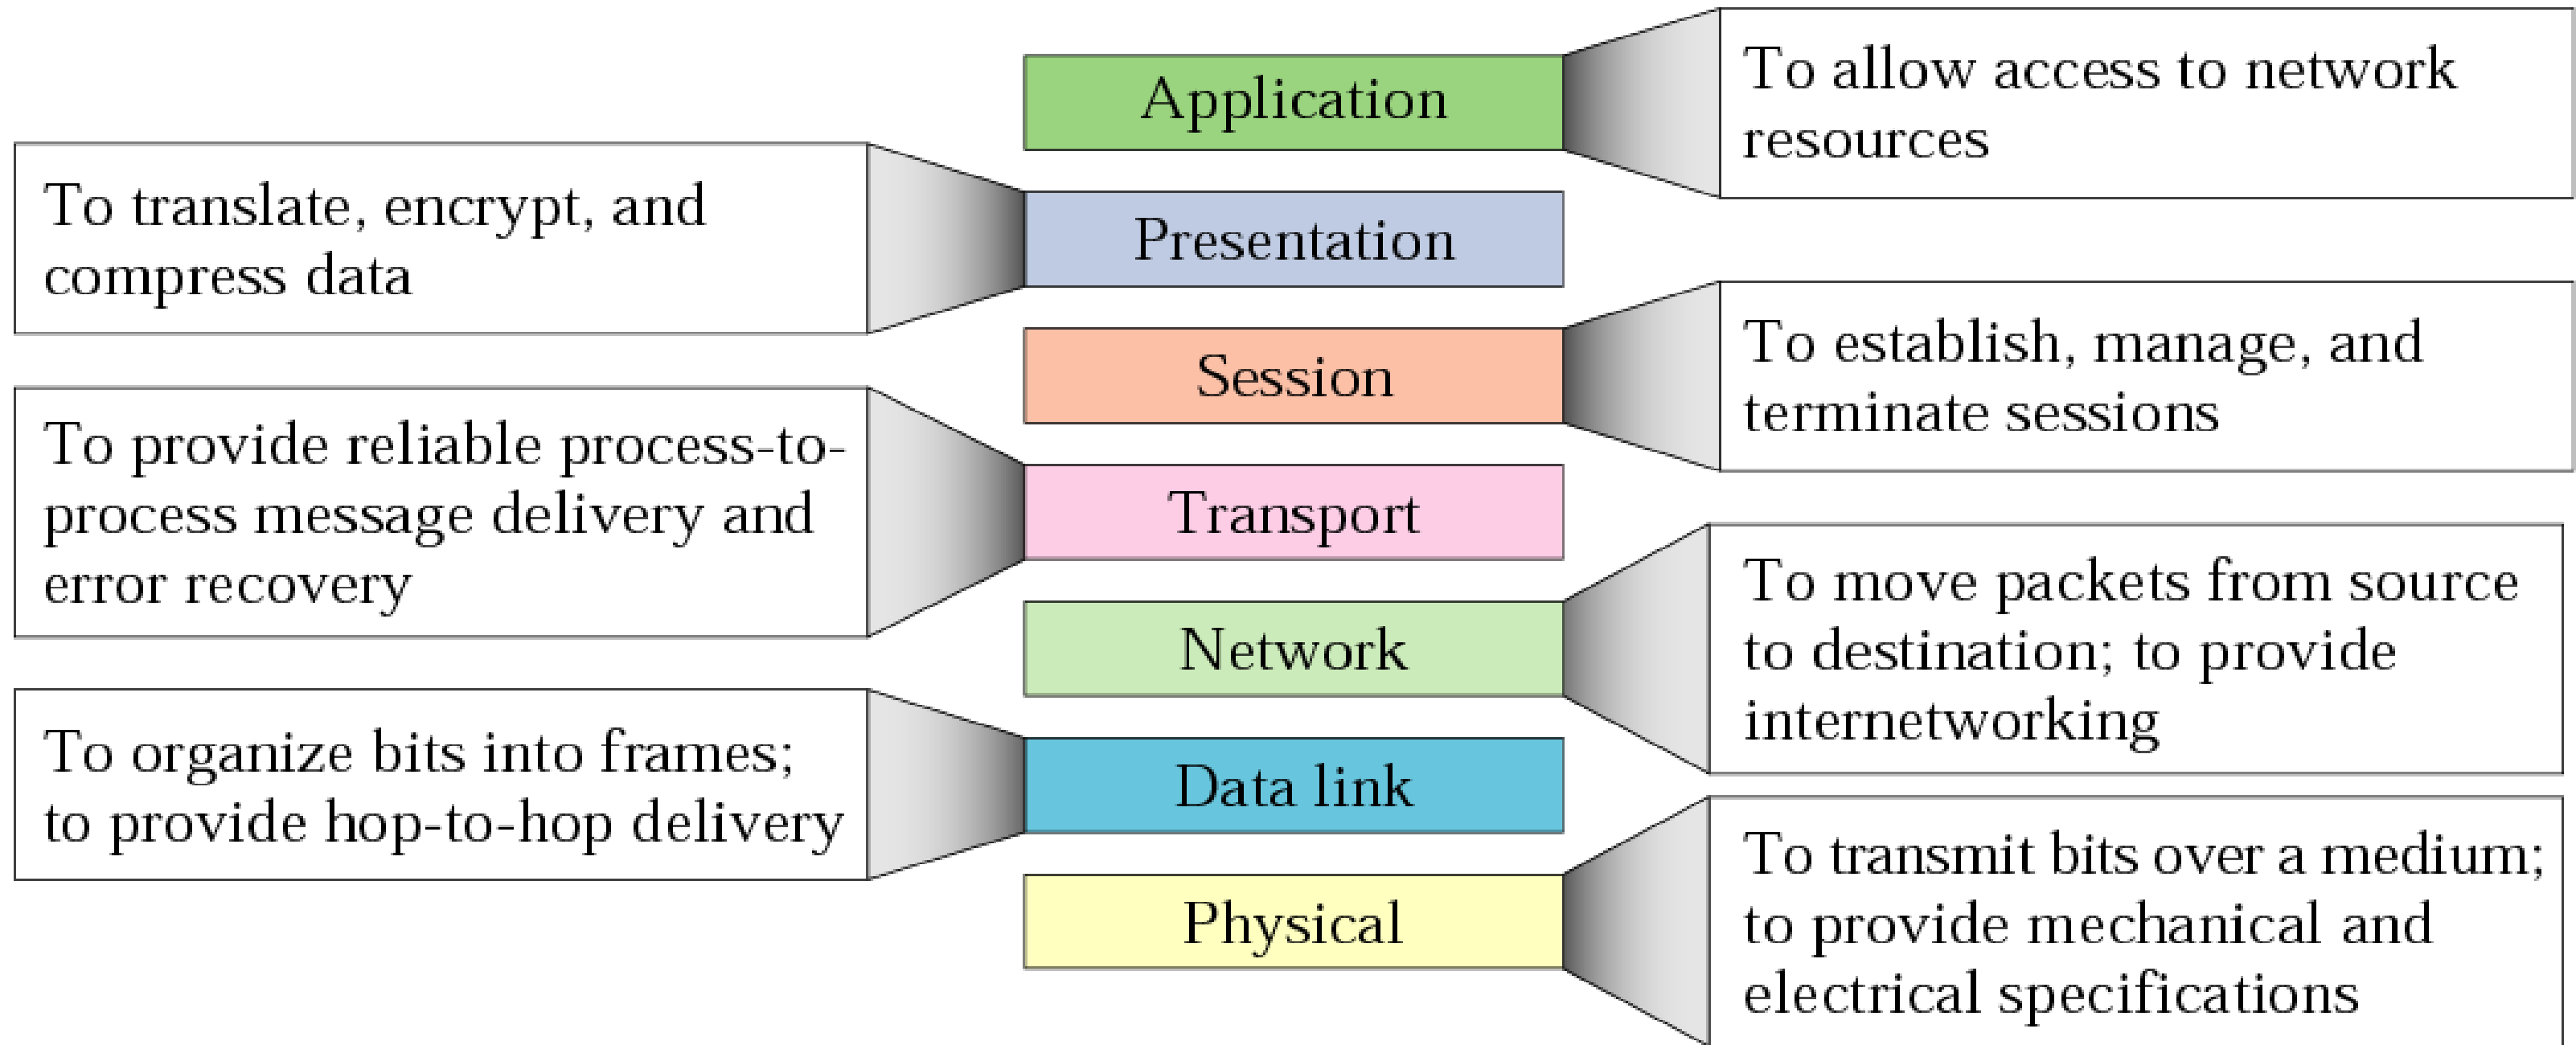 Application
To allow access to network
resources
To translate, encrypt, and
compress data
Presentation
Session
To establish, manage, and
terminate sessions
To provide reliable process-to-
process message delivery and
error recovery
Transport
Network
To move packets from source
to destination; to provide
internetworking
To organize bits into frames;
to provide hop-to-hop delivery
Data link
Physical
To transmit bits over a medium;
to provide mechanical and
electrical specifications